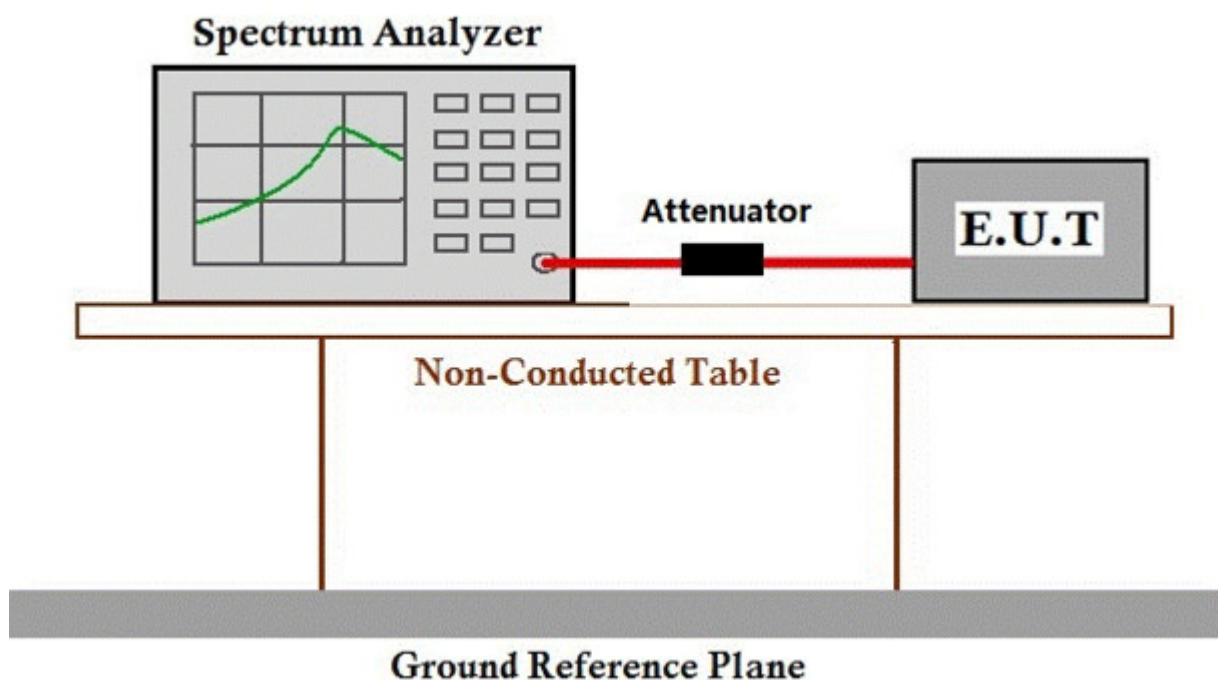 Spectrum Analyzer
Attenuator
E.U.T
Non-Conducted Table
Ground Reference Plane